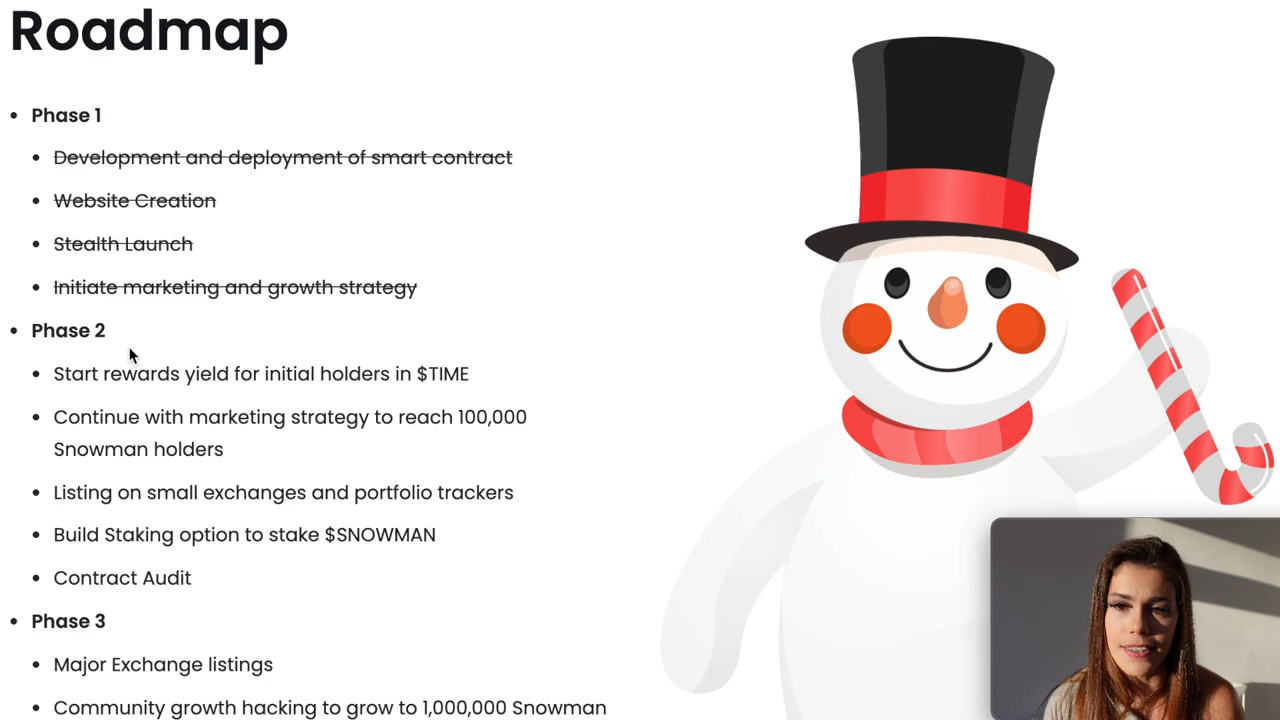 Roadmap
Phase 1
Development and deployment of smart contract
Website Creation
Stealth Launch
Initiate marketing and growth strategy
Phase 2
Start rewards yield for initial holders in $TIME
Continue with marketing strategy to reach 100,000
Snowman holders
Listing on small exchanges and portfolio trackers
Build Staking option to stake $SNOWMAN
Contract Audit
Phase 3
Major Exchange listings
Community growth hacking to grow to 1,000,000 Snowman